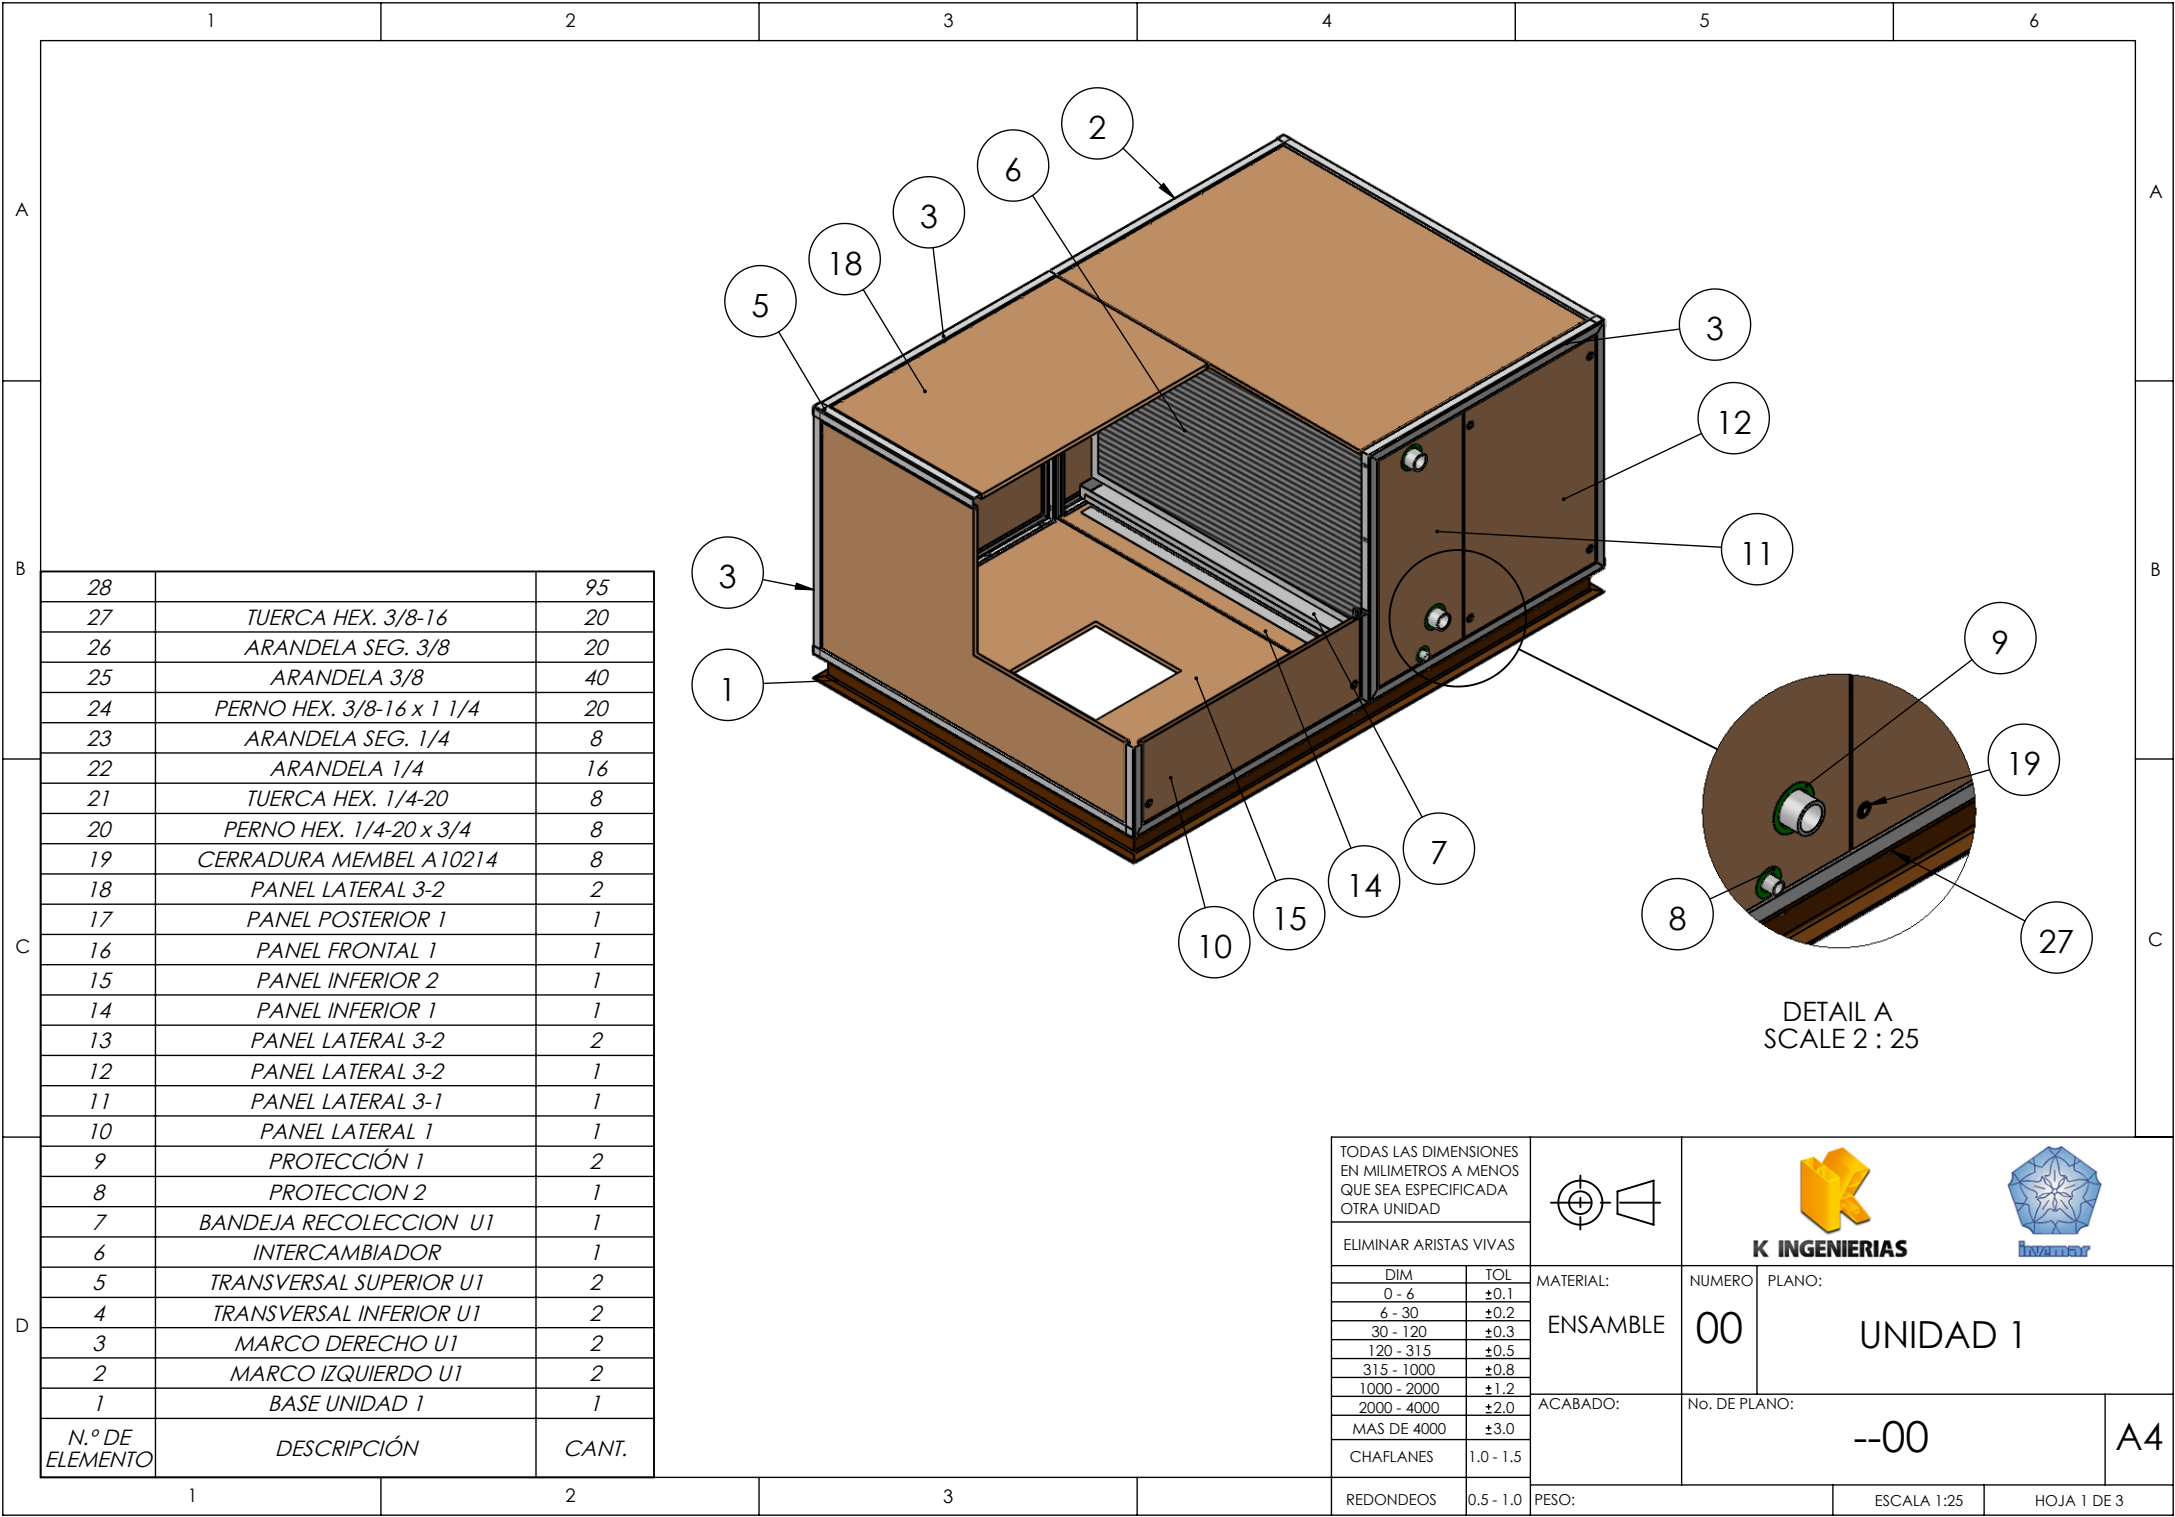 1 2 3 4 5 6
A A
B B
C C
D
2
6
3
18
5
3
12
11
3
1
9
19
7
14
15
10
8
27
DETAIL A
SCALE 2 : 25
28 95
27 TUERCA HEX. 3/8-16 20
26 ARANDELA SEG. 3/8 20
25 ARANDELA 3/8 40
24 PERNO HEX. 3/8-16 x 1 1/4 20
23 ARANDELA SEG. 1/4 8
22 ARANDELA 1/4 16
21 TUERCA HEX. 1/4-20 8
20 PERNO HEX. 1/4-20 x 3/4 8
19 CERRADURA MEMBEL A10214 8
18 PANEL LATERAL 3-2 2
17 PANEL POSTERIOR 1 1
16 PANEL FRONTAL 1 1
15 PANEL INFERIOR 2 1
14 PANEL INFERIOR 1 1
13 PANEL LATERAL 3-2 2
12 PANEL LATERAL 3-2 1
11 PANEL LATERAL 3-1 1
10 PANEL LATERAL 1 1
9 PROTECCIÓN 1 2
8 PROTECCION 2 1
7 BANDEJA RECOLECCION U1 1
6 INTERCAMBIADOR 1
5 TRANSVERSAL SUPERIOR U1 2
4 TRANSVERSAL INFERIOR U1 2
3 MARCO DERECHO U1 2
2 MARCO IZQUIERDO U1 2
1 BASE UNIDAD 1 1
N.º DE
ELEMENTO DESCRIPCIÓN CANT.
TODAS LAS DIMENSIONES
EN MILIMETROS A MENOS
QUE SEA ESPECIFICADA
OTRA UNIDAD
ELIMINAR ARISTAS VIVAS
DIM TOL
0 - 6 ±0.1
6 - 30 ±0.2
30 - 120 ±0.3
120 - 315 ±0.5
315 - 1000 ±0.8
1000 - 2000 ±1.2
2000 - 4000 ±2.0
MAS DE 4000 ±3.0
CHAFLANES 1.0 - 1.5
REDONDEOS 0.5 - 1.0
K INGENIERIAS
invemar
MATERIAL:
ENSAMBLE
NUMERO
00
PLANO:
UNIDAD 1
ACABADO:
No. DE PLANO:
--00
A4
PESO:
ESCALA 1:25
HOJA 1 DE 3
1 2 3